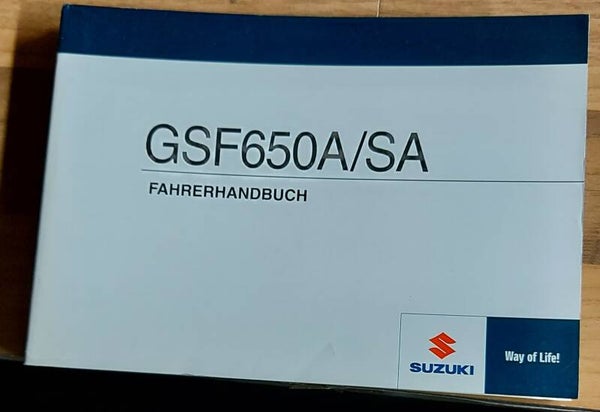 GSF650A/SA
FAHRERHANDBUCH
SUZUKI
Way of Life!